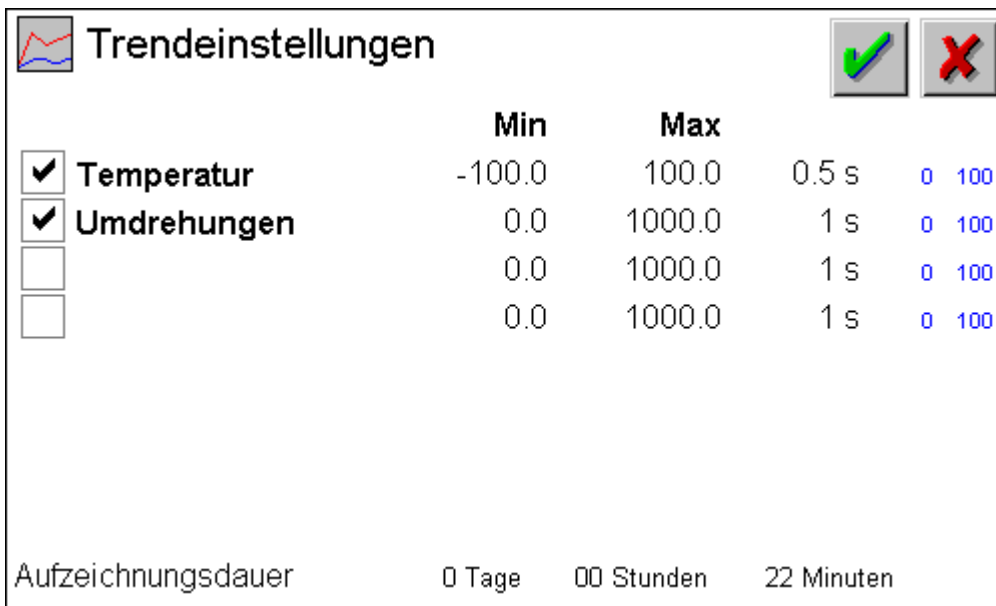 Trendeinstellungen
Min Max
Temperatur -100.0 100.0 0.5 s 0 100
Umdrehungen 0.0 1000.0 1 s 0 100
0.0 1000.0 1 s 0 100
0.0 1000.0 1 s 0 100
Aufzeichnungsdauer 0 Tage 00 Stunden 22 Minuten